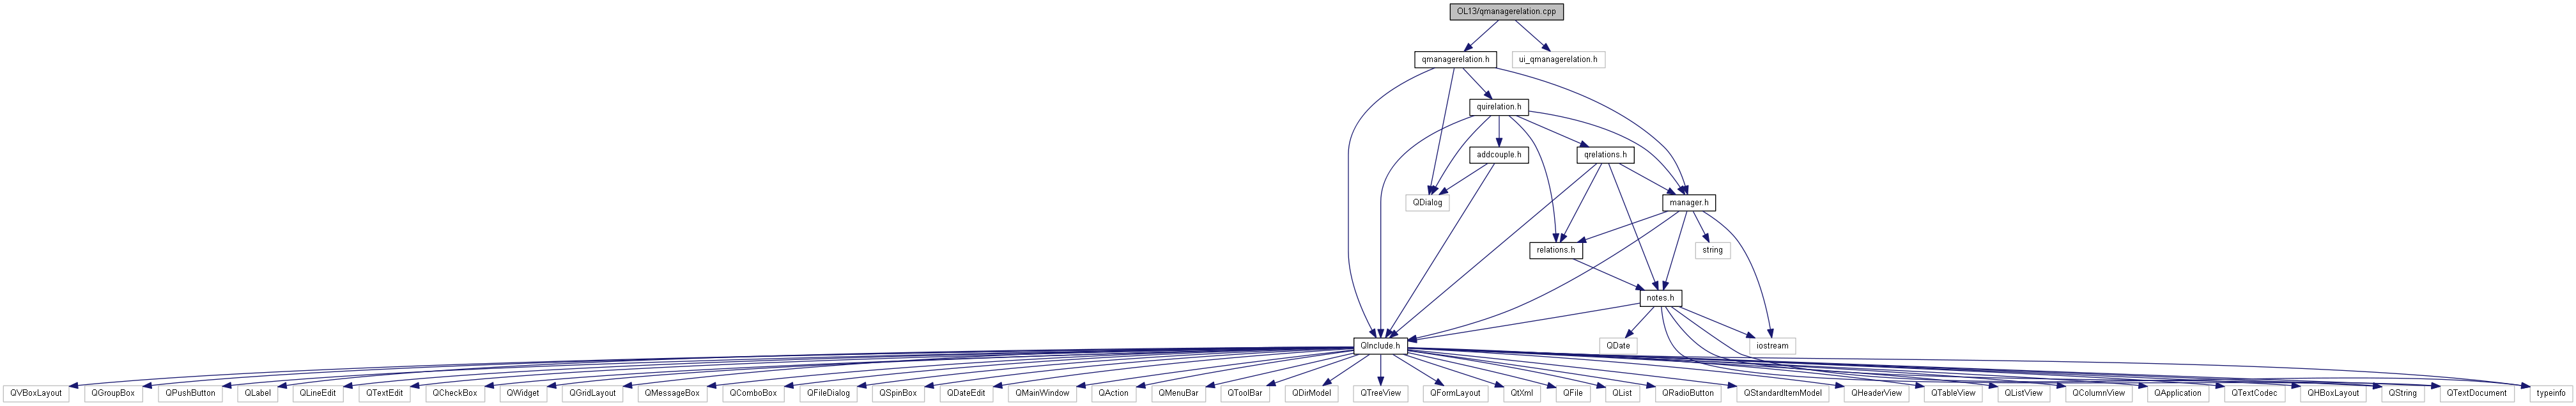 OL13/qmanagerelation.cpp
qmanagerelation.h
ui_qmanagerelation.h
quirelation.h
addcouple.h
qrelations.h
QDialog
manager.h
relations.h
string
notes.h
QInclude.h
QDate
iostream
QVBoxLayout
QGroupBox
QPushButton
QLabel
QLineEdit
QTextEdit
QCheckBox
QWidget
QGridLayout
QMessageBox
QComboBox
QFileDialog
QSpinBox
QDateEdit
QMainWindow
QAction
QMenuBar
QToolBar
QDirModel
QTreeView
QFormLayout
QtXml
QFile
QList
QRadioButton
QStandardItemModel
QHeaderView
QTableView
QListView
QColumnView
QApplication
QTextCodec
QHBoxLayout
QString
QTextDocument
typeinfo